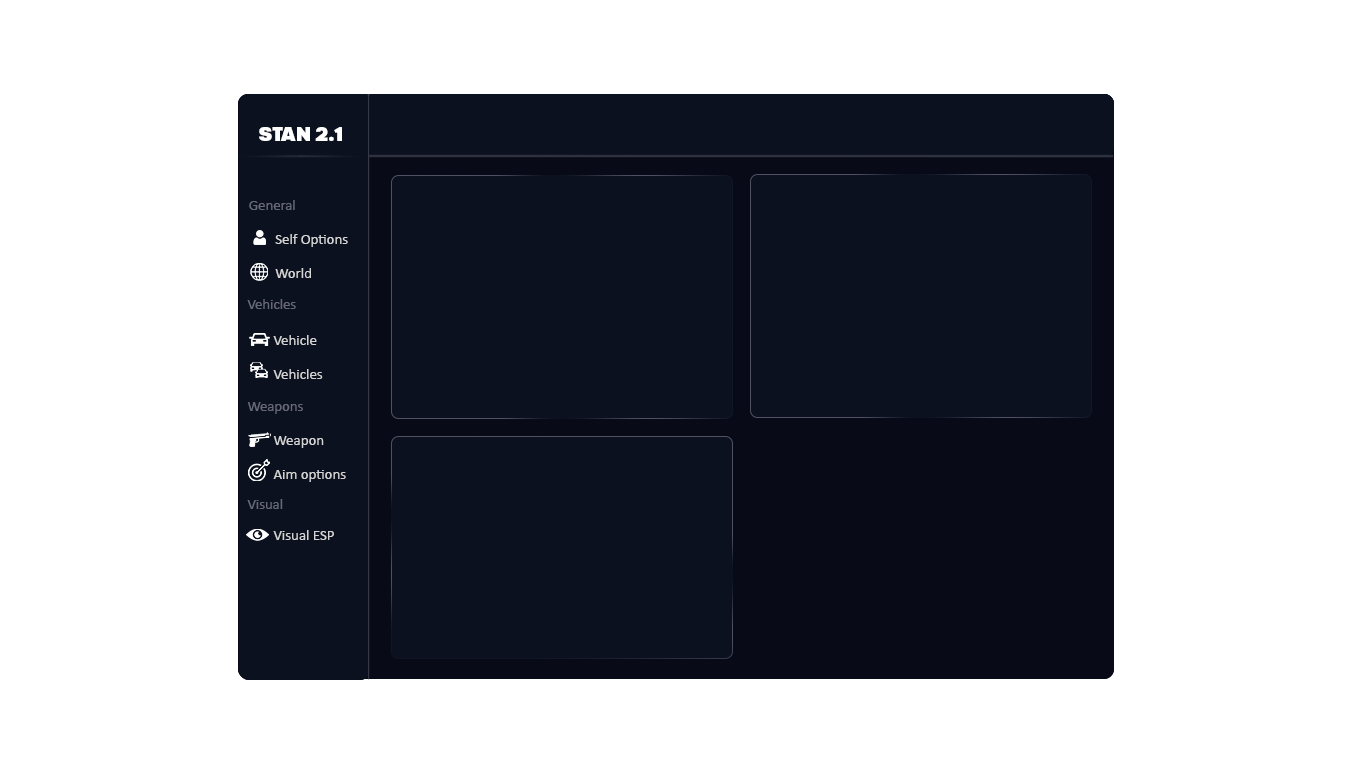 STAN 2.1
General
Self Options
World
Vehicles
Vehicle
Vehicles
Weapons
Weapon
Aim options
Visual
Visual ESP